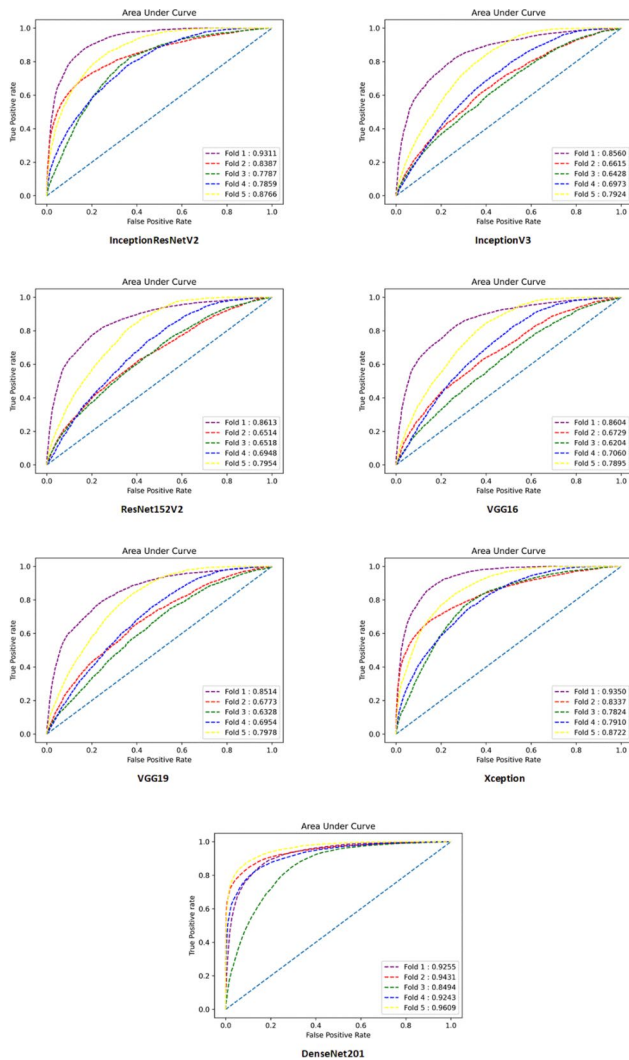 Area Under Curve
True Positive rate
1.0
0.8
0.6
0.4
0.2
0.0
Fold 1 : 0.9311
Fold 2 : 0.8387
Fold 3 : 0.7787
Fold 4 : 0.7859
Fold 5 : 0.8766
0.0 0.2 0.4 0.6 0.8 1.0
False Positive Rate
InceptionResNetV2
Area Under Curve
True Positive rate
1.0
0.8
0.6
0.4
0.2
0.0
Fold 1 : 0.8560
Fold 2 : 0.6615
Fold 3 : 0.6428
Fold 4 : 0.6973
Fold 5 : 0.7924
0.0 0.2 0.4 0.6 0.8 1.0
False Positive Rate
InceptionV3
Area Under Curve
True Positive rate
1.0
0.8
0.6
0.4
0.2
0.0
Fold 1 : 0.8613
Fold 2 : 0.6514
Fold 3 : 0.6518
Fold 4 : 0.6948
Fold 5 : 0.7954
0.0 0.2 0.4 0.6 0.8 1.0
False Positive Rate
ResNet152V2
Area Under Curve
True Positive rate
1.0
0.8
0.6
0.4
0.2
0.0
Fold 1 : 0.8604
Fold 2 : 0.6729
Fold 3 : 0.6204
Fold 4 : 0.7060
Fold 5 : 0.7895
0.0 0.2 0.4 0.6 0.8 1.0
False Positive Rate
VGG16
Area Under Curve
True Positive rate
1.0
0.8
0.6
0.4
0.2
0.0
Fold 1 : 0.8514
Fold 2 : 0.6773
Fold 3 : 0.6328
Fold 4 : 0.6954
Fold 5 : 0.7978
0.0 0.2 0.4 0.6 0.8 1.0
False Positive Rate
VGG19
Area Under Curve
True Positive rate
1.0
0.8
0.6
0.4
0.2
0.0
Fold 1 : 0.9350
Fold 2 : 0.8337
Fold 3 : 0.7824
Fold 4 : 0.7910
Fold 5 : 0.8722
0.0 0.2 0.4 0.6 0.8 1.0
False Positive Rate
Xception
Area Under Curve
True Positive rate
1.0
0.8
0.6
0.4
0.2
0.0
Fold 1 : 0.9255
Fold 2 : 0.9431
Fold 3 : 0.8494
Fold 4 : 0.9243
Fold 5 : 0.9609
0.0 0.2 0.4 0.6 0.8 1.0
False Positive Rate
DenseNet201